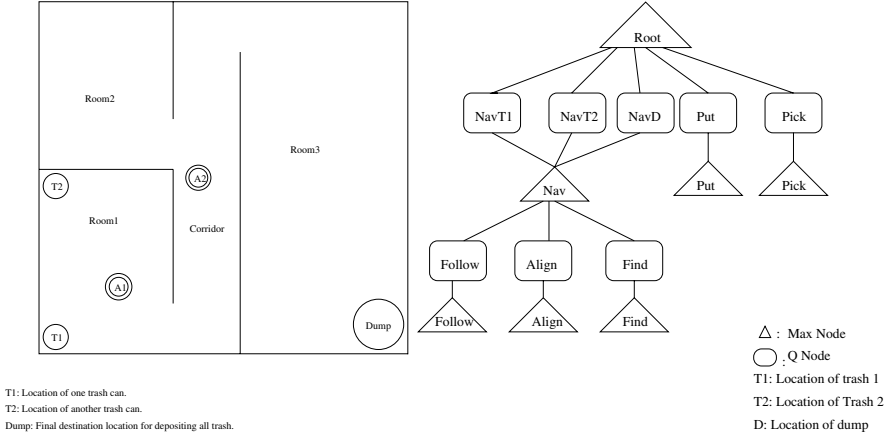 Room2
Room3
T2
A2
Room1
Corridor
A1
T1
Dump
T1: Location of one trash can.
T2: Location of another trash can.
Dump: Final destination location for depositing all trash.
Root
NavT1 NavT2 NavD Put Pick
Nav Put Pick
Follow Align Find
Follow Align Find
: Max Node
: Q Node
T1: Location of trash 1
T2: Location of Trash 2
D: Location of dump